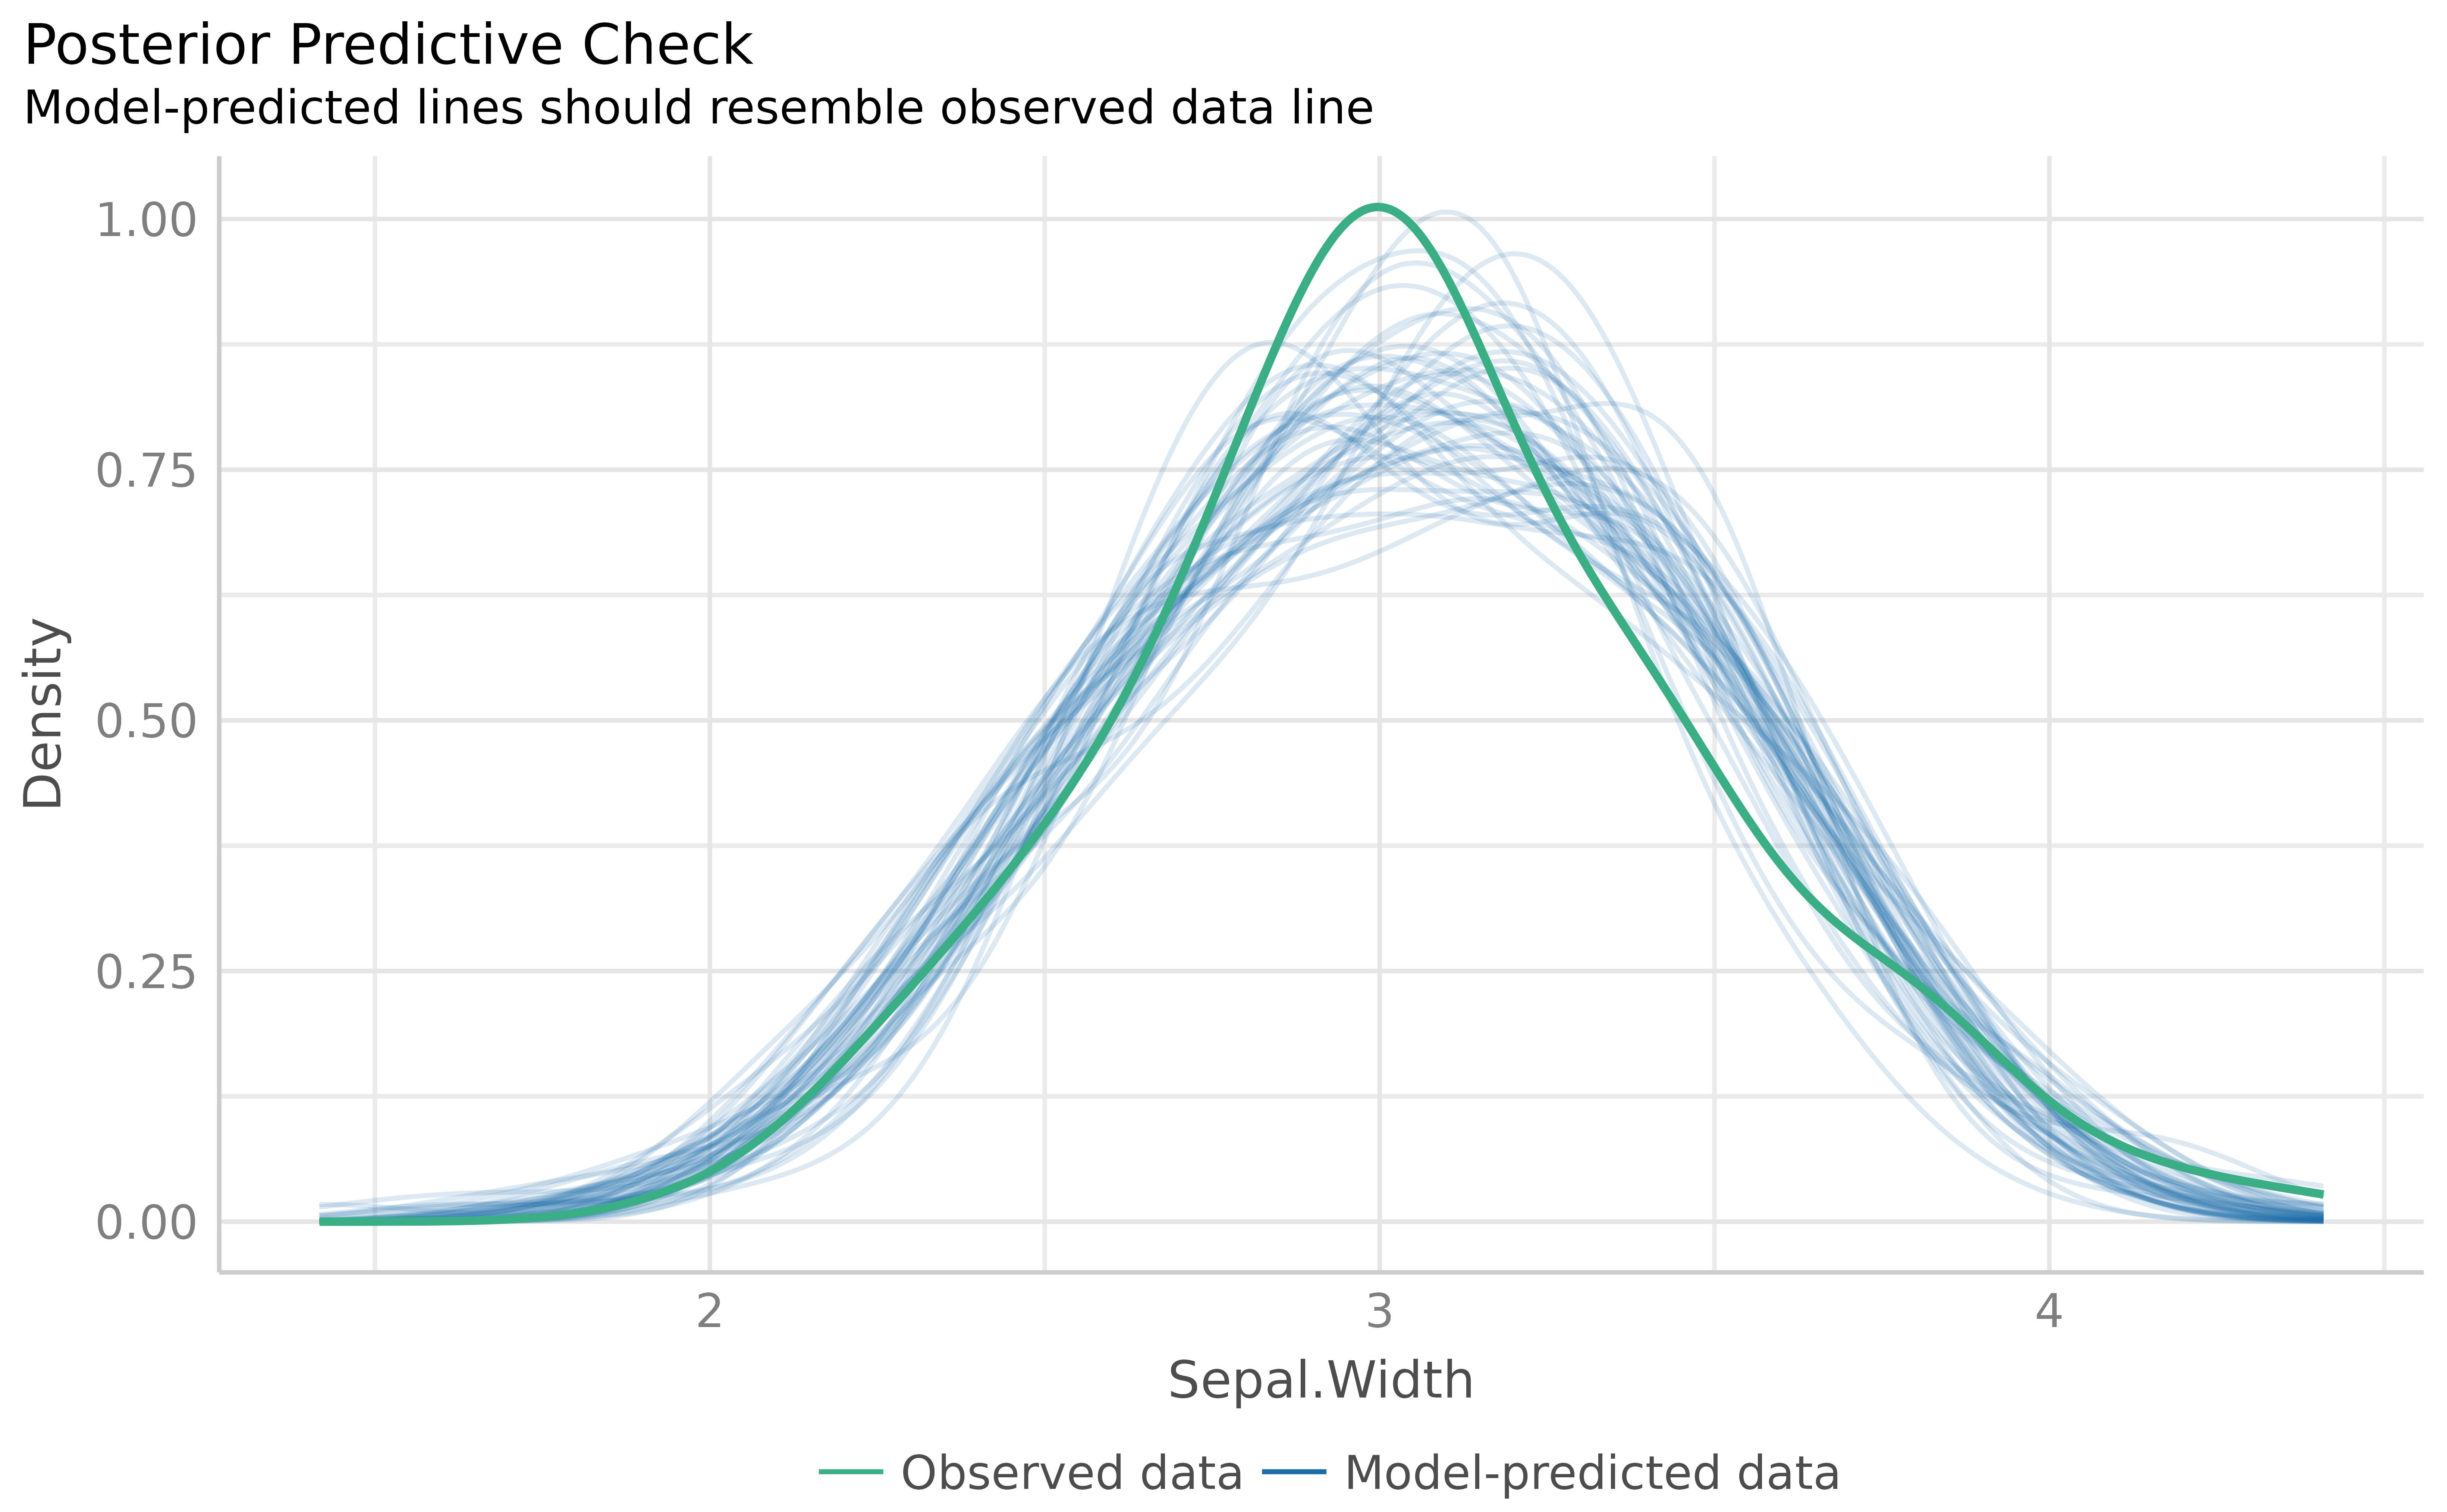 Posterior Predictive Check
Model-predicted lines should resemble observed data line
Density
1.00
0.75
0.50
0.25
0.00
2 3 4
Sepal.Width
Observed data Model-predicted data